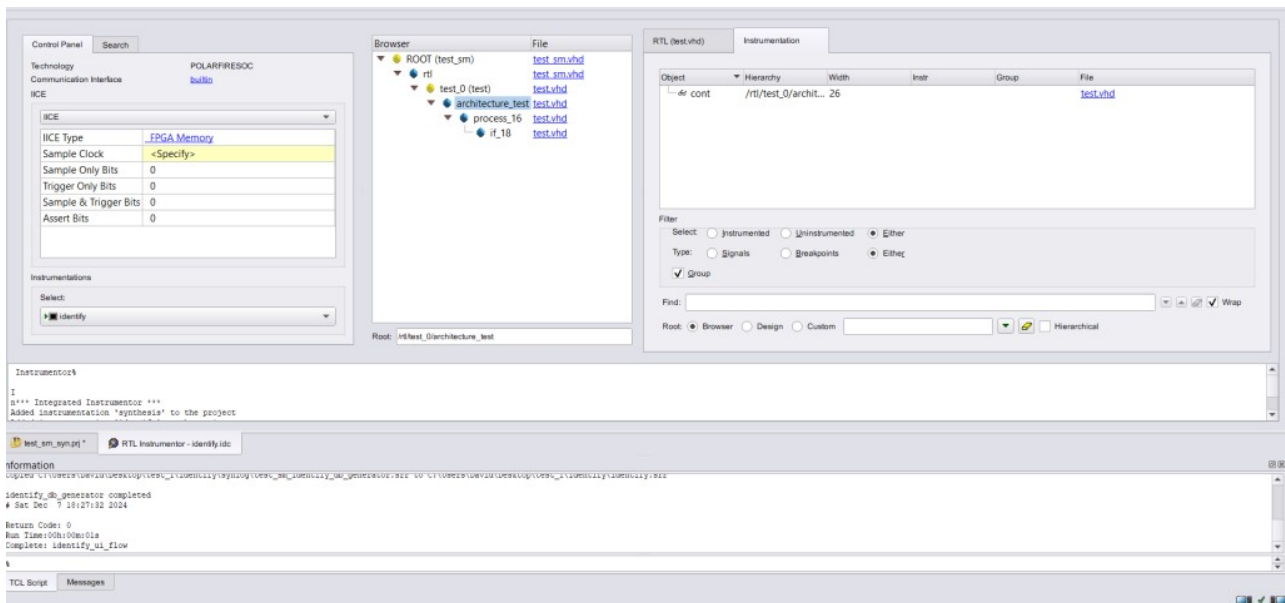 Control Panel Search
Technology POLARFIRESOC
Communication Interface builtin
IICE
IICE
IICE Type FPGA Memory
Sample Clock <Specify>
Sample Only Bits 0
Trigger Only Bits 0
Sample & Trigger Bits 0
Assert Bits 0
Instrumentations
Select:
identify
Browser File
ROOT (test_sm) test_sm.vhd
rtl test_sm.vhd
test_0 (test) test.vhd
architecture_test test.vhd
process_16 test.vhd
if_18 test.vhd
Root: /rtl/test_0/architecture_test
RTL (test.vhd) Instrumentation
Object Hierarchy Width Instr Group File
cont /rtl/test_0/archit... 26 test.vhd
Filter
Select: Instrumented Uninstrumented Either
Type: Signals Breakpoints Either
Group
Find: Wrap
Root: Browser Design Custom Hierarchical
Instrumentor%
I
n*** Integrated Instrumentor ***
Added instrumentation 'synthesis' to the project
test_sm_syn.prj * RTL Instrumentor - identify.idc
nformation
identify_db_generator completed
# Sat Dec 7 18:27:32 2024
Return Code: 0
Run Time:00h:00m:01s
Complete: identify_ui_flow
%
TCL Script Messages